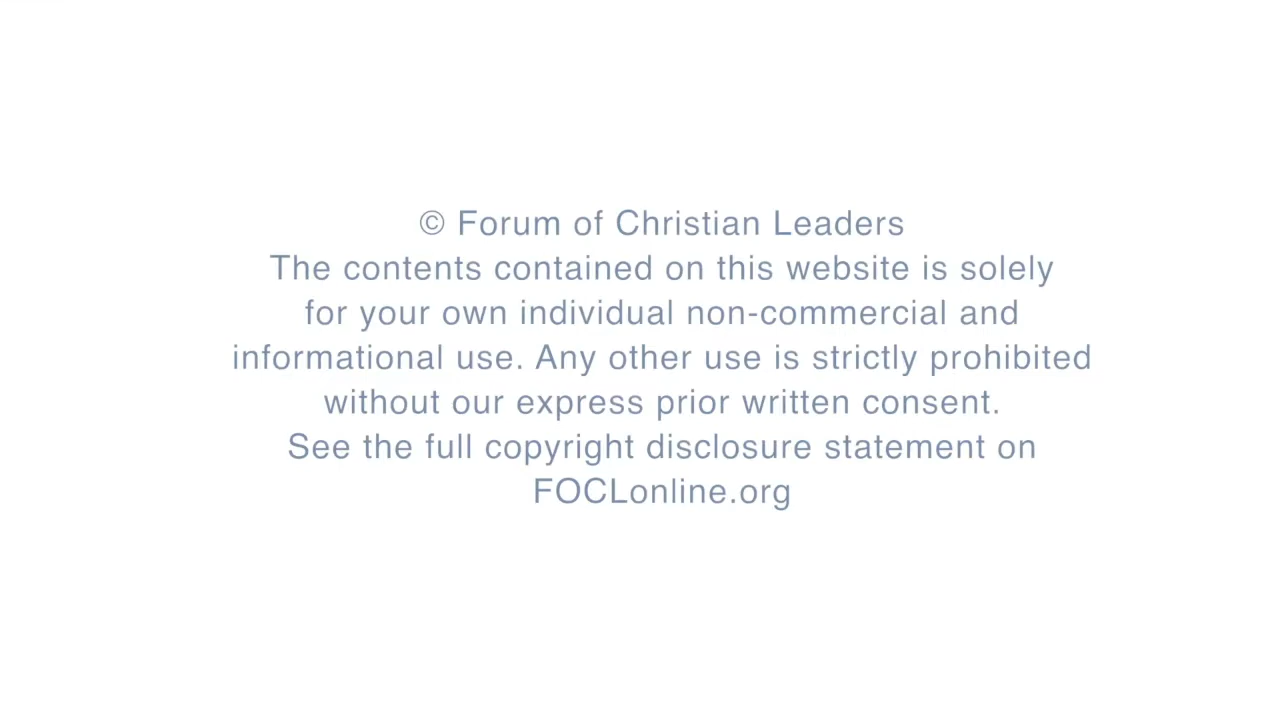 © Forum of Christian Leaders
The contents contained on this website is solely
for your own individual non-commercial and
informational use. Any other use is strictly prohibited
without our express prior written consent.
See the full copyright disclosure statement on
FOCLonline.org